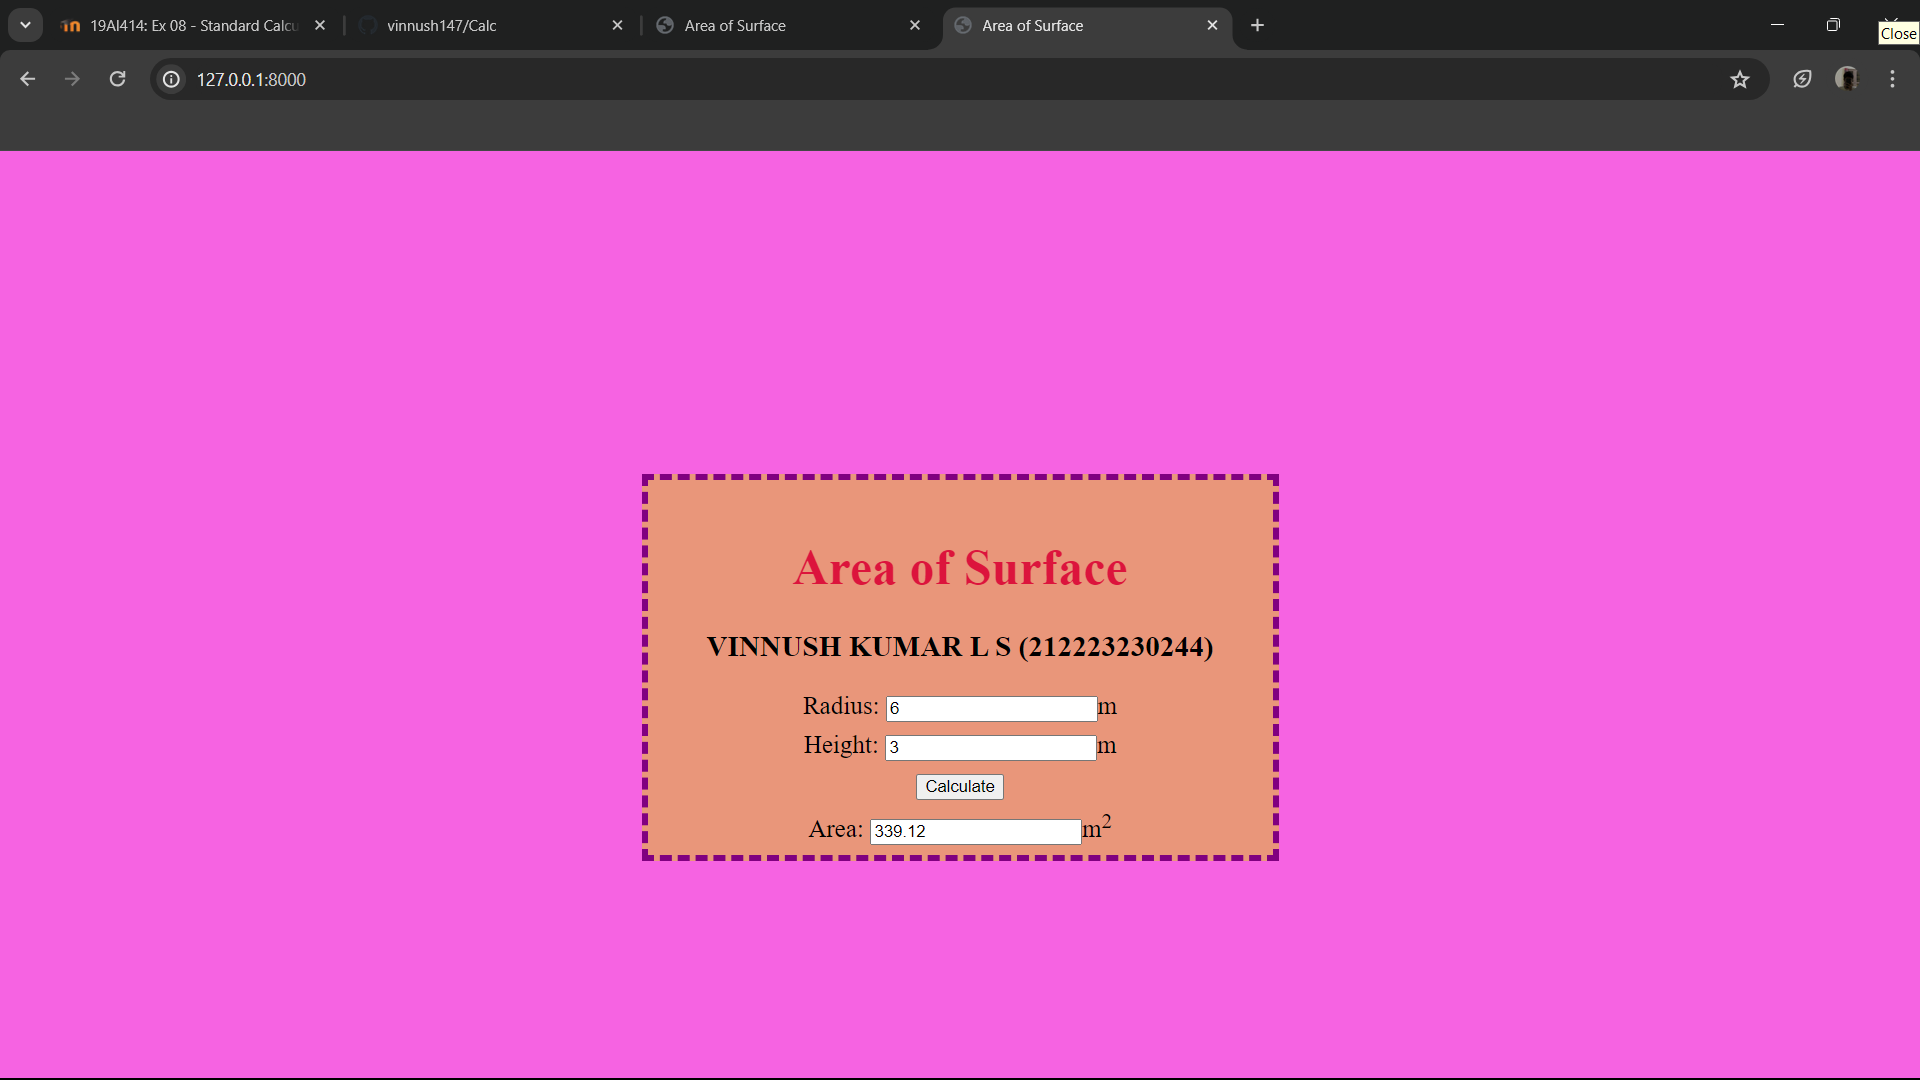 19AI414: Ex 08 - Standard Calcu
vinnush147/Calc
Area of Surface
Area of Surface
Close
127.0.0.1:8000
Area of Surface
VINNUSH KUMAR L S (212223230244)
Radius: 6 m
Height: 3 m
Calculate
Area: 339.12 m²